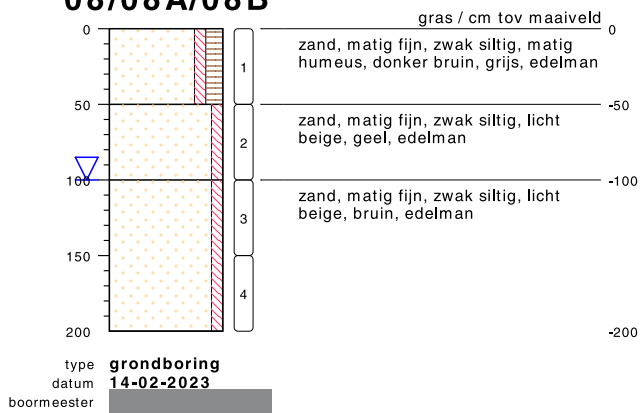 08/08A/08B
gras / cm tov maaiveld
0
0
zand, matig fijn, zwak siltig, matig
humeus, donker bruin, grijs, edelman
1
50
-50
zand, matig fijn, zwak siltig, licht
beige, geel, edelman
2
100
-100
zand, matig fijn, zwak siltig, licht
beige, bruin, edelman
3
150
4
200
-200
type grondboring
datum 14-02-2023
boormeester